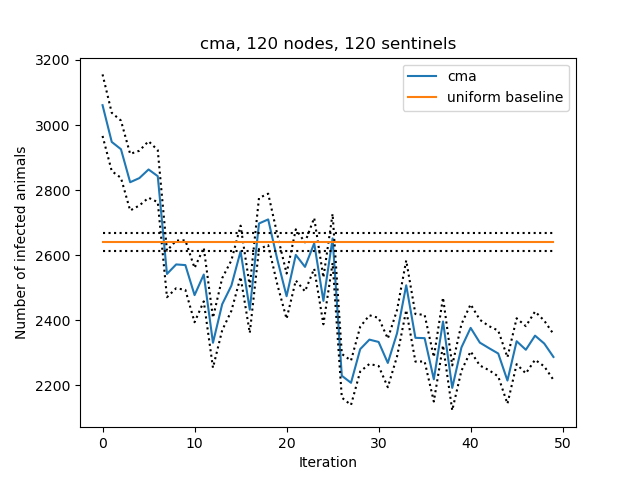 cma, 120 nodes, 120 sentinels
cma
uniform baseline
Number of infected animals
3200
3000
2800
2600
2400
2200
0 10 20 30 40 50
Iteration